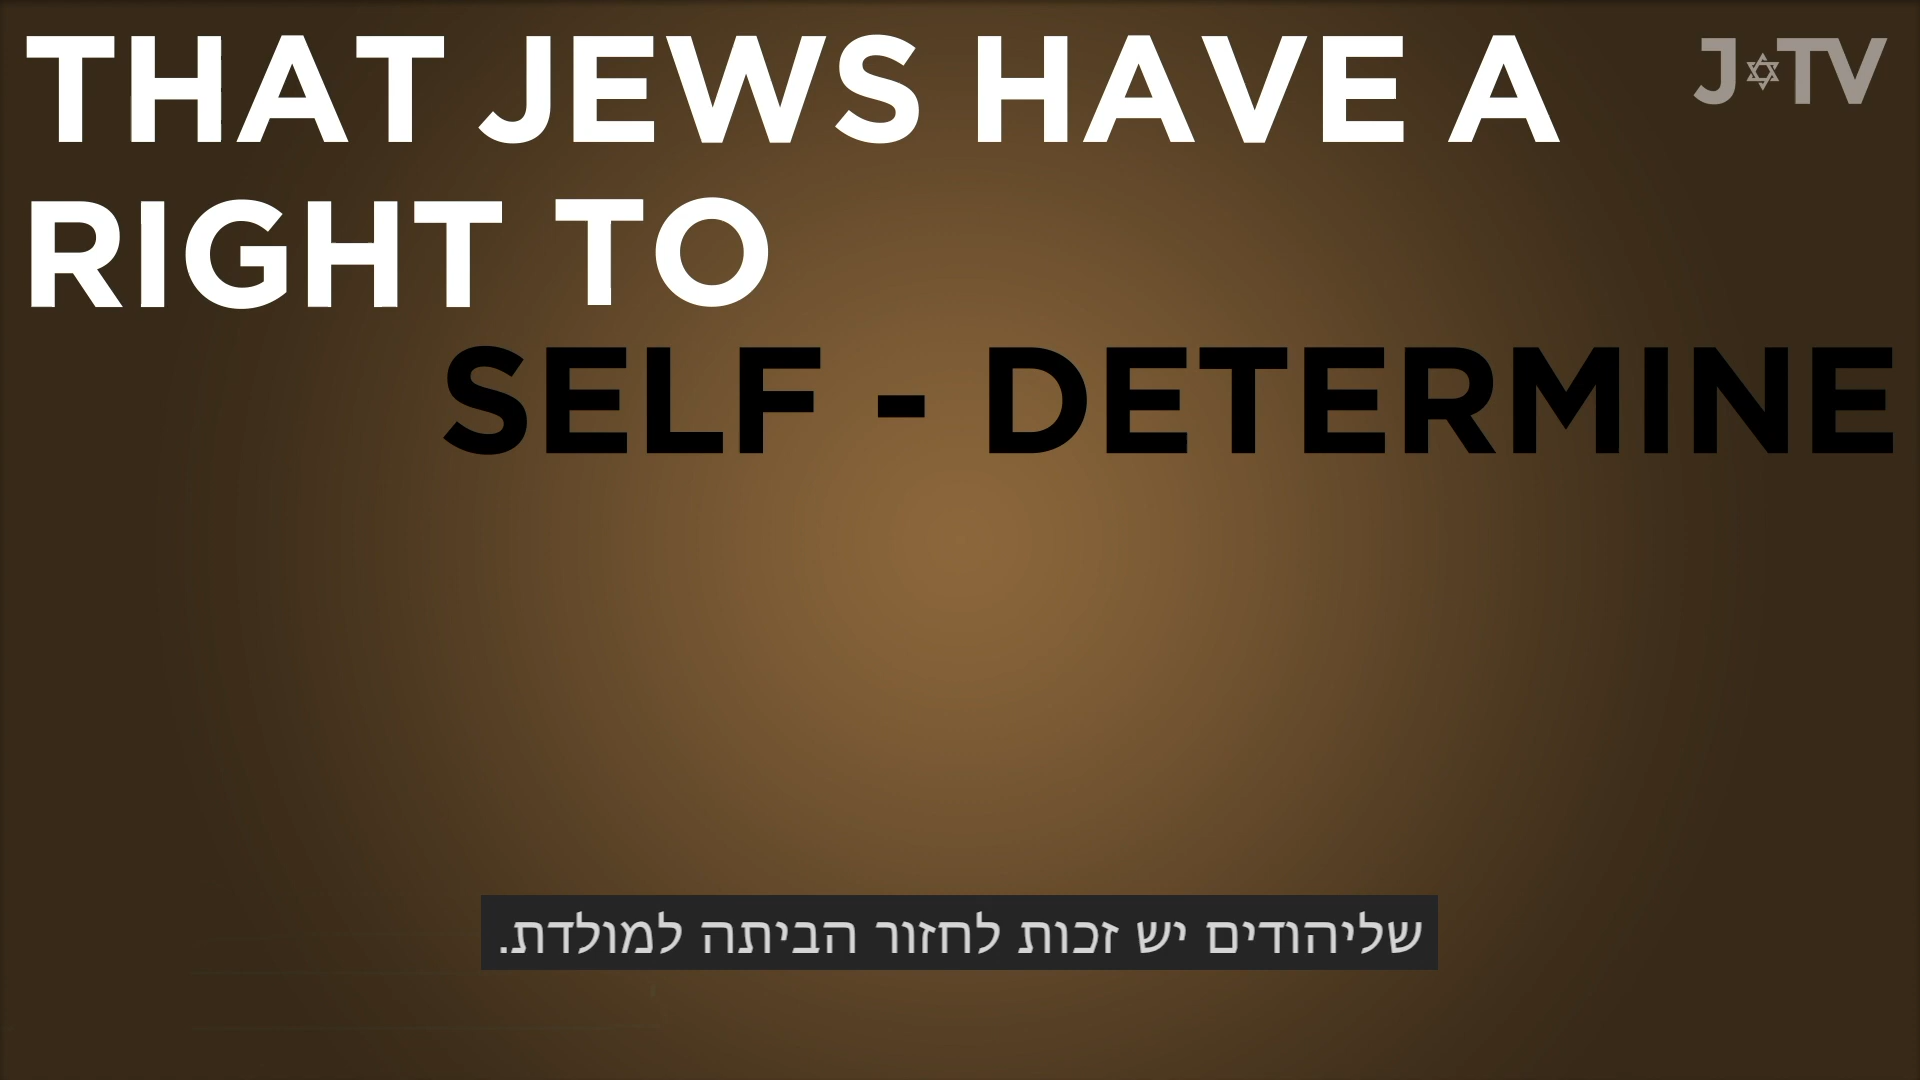 THAT JEWS HAVE A
J✡TV
RIGHT TO
SELF - DETERMINE
שליהודים יש זכות לחזור הביתה למולדת.